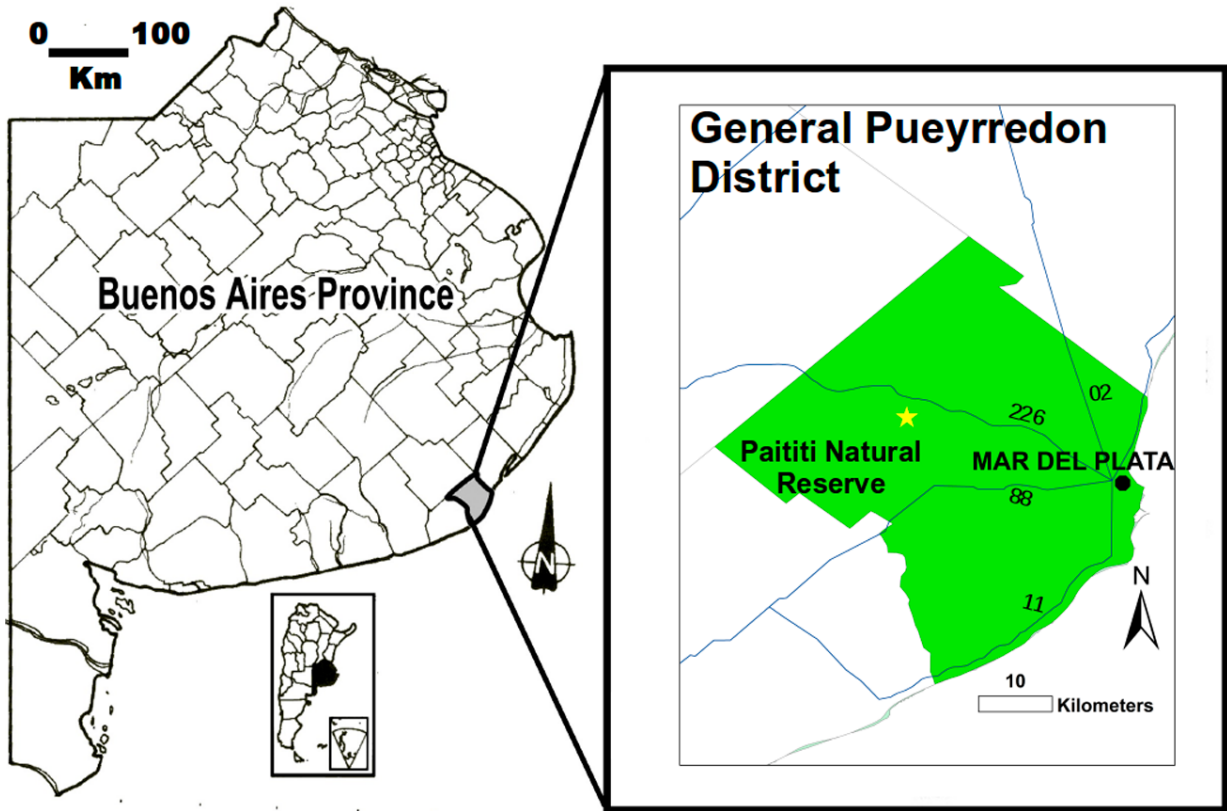 0 100
Km
Buenos Aires Province
N
General Pueyrredon
District
02
226
Paititi Natural
Reserve
MAR DEL PLATA
88
11
N
10
Kilometers